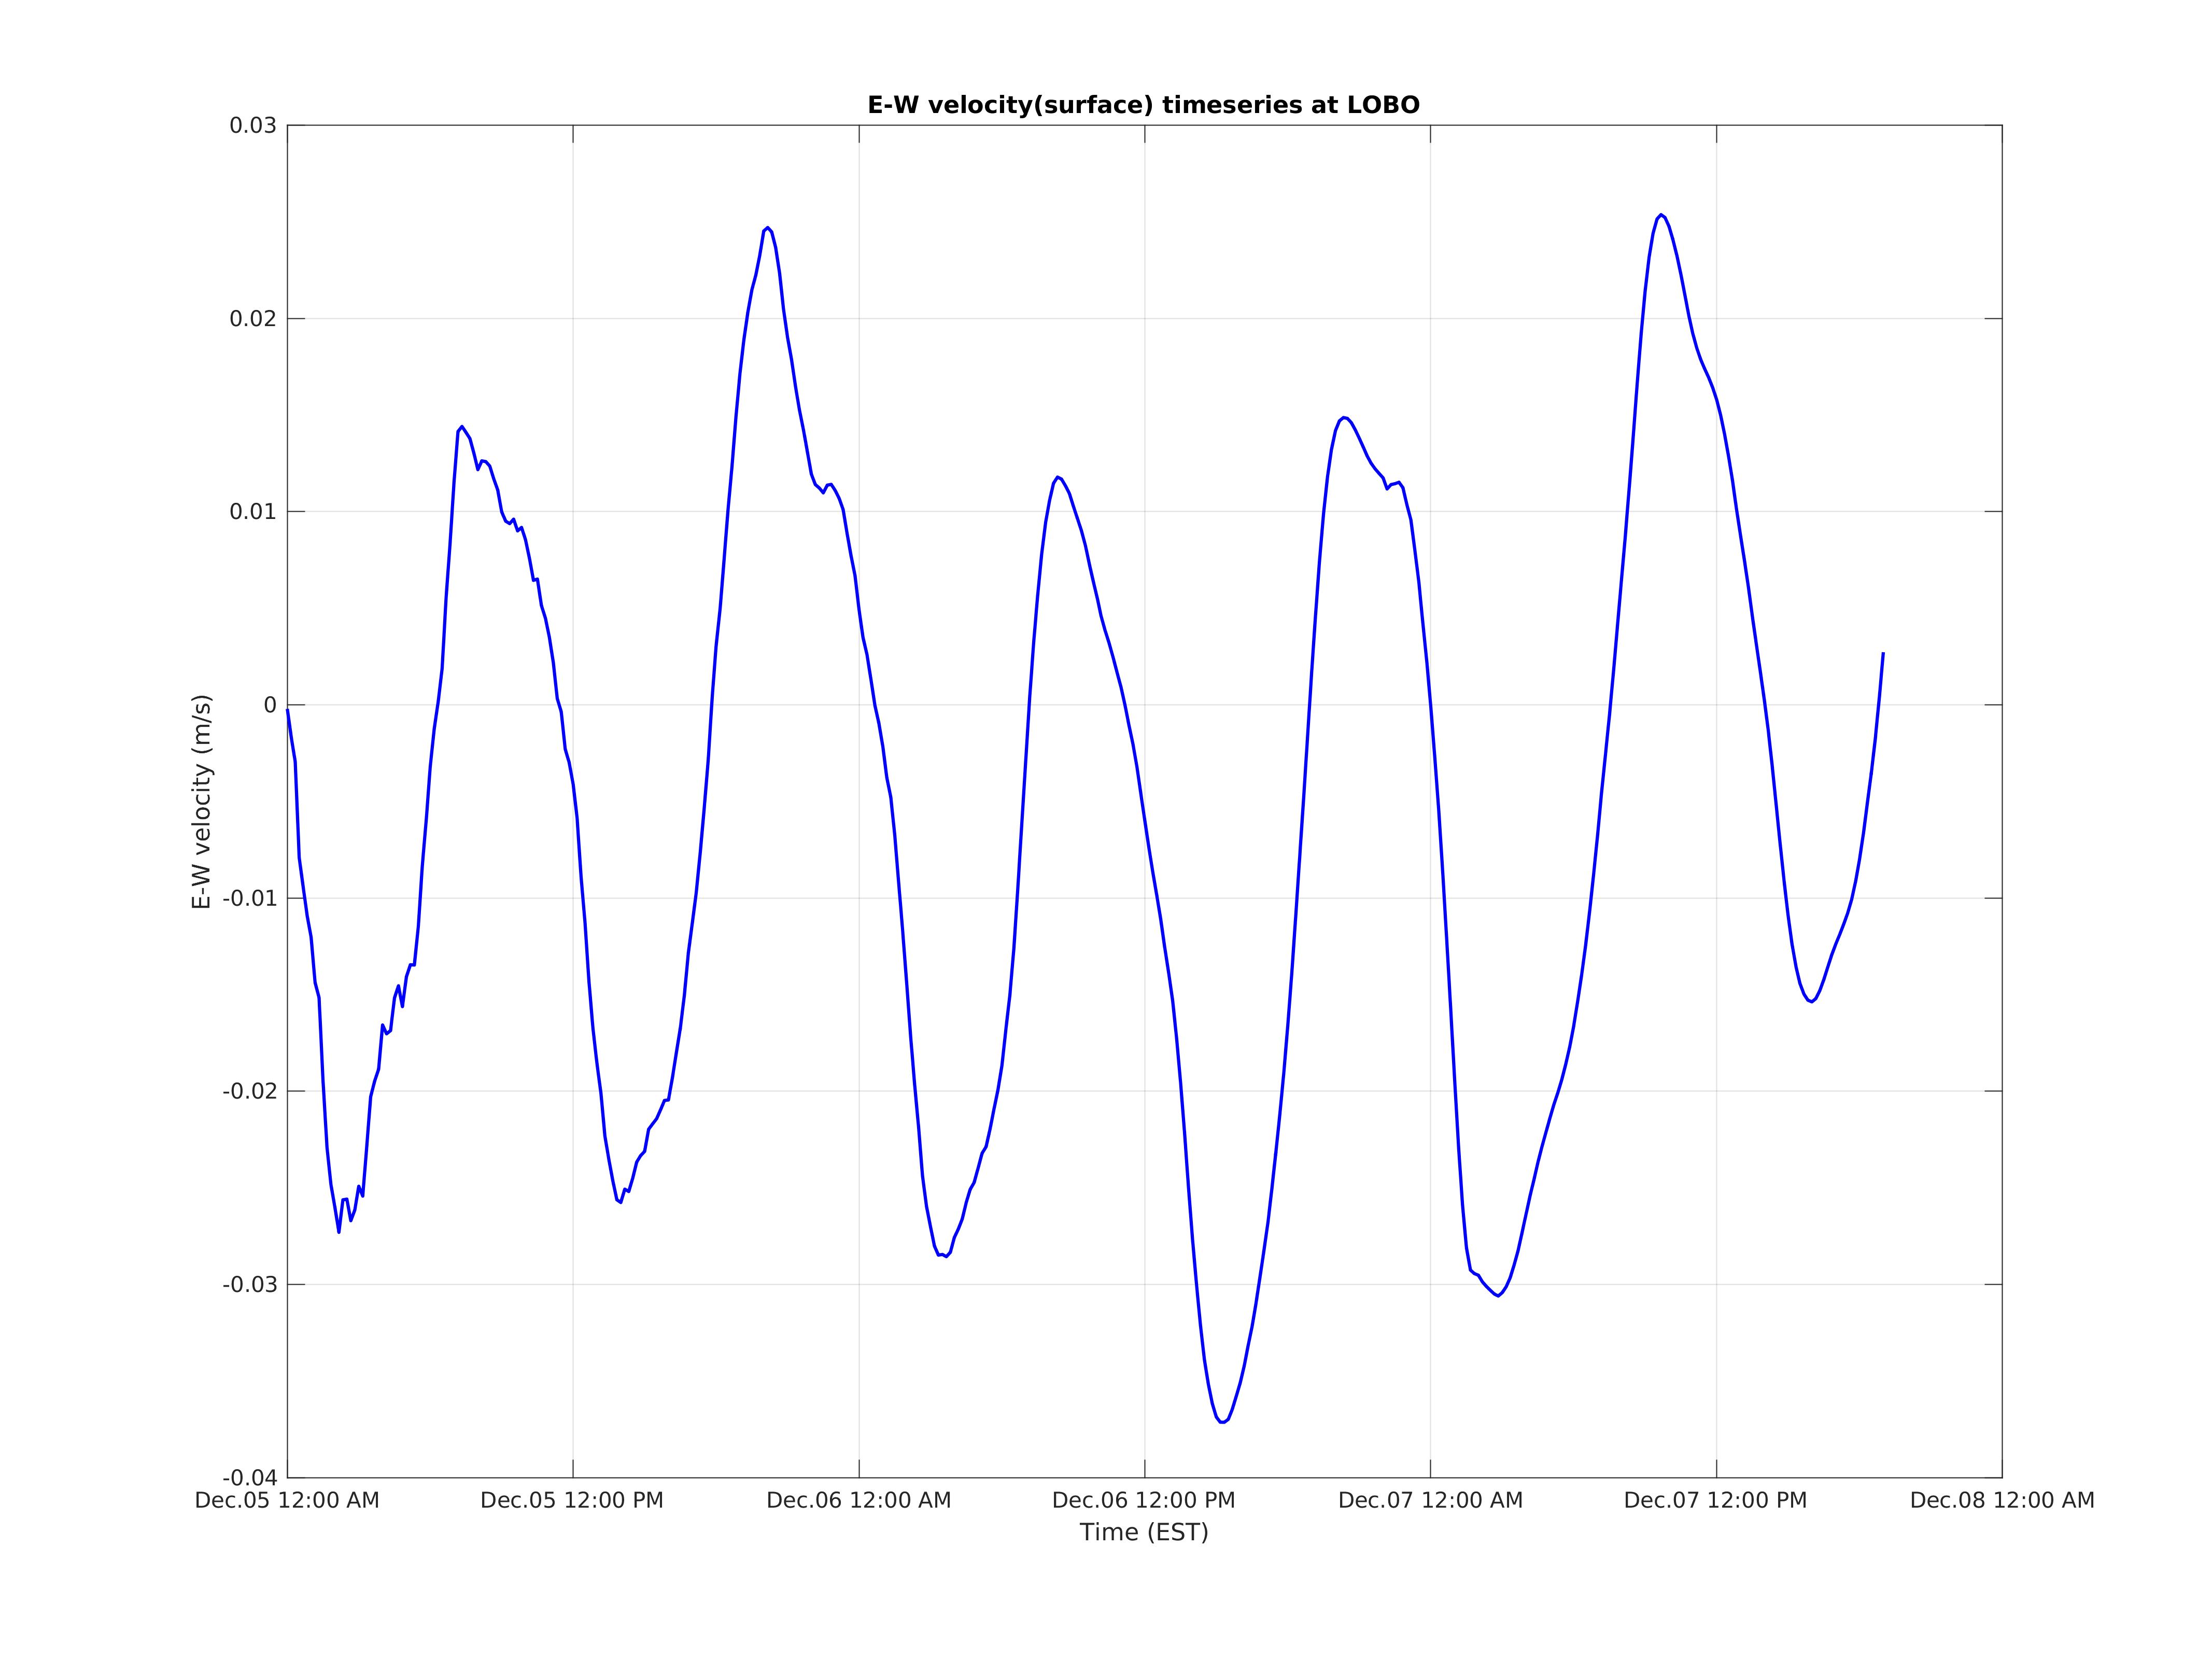 E-W velocity(surface) timeseries at LOBO
0.03
0.02
0.01
0
-0.01
-0.02
-0.03
-0.04
E-W velocity (m/s)
Dec.05 12:00 AM
Dec.05 12:00 PM
Dec.06 12:00 AM
Dec.06 12:00 PM
Dec.07 12:00 AM
Dec.07 12:00 PM
Dec.08 12:00 AM
Time (EST)